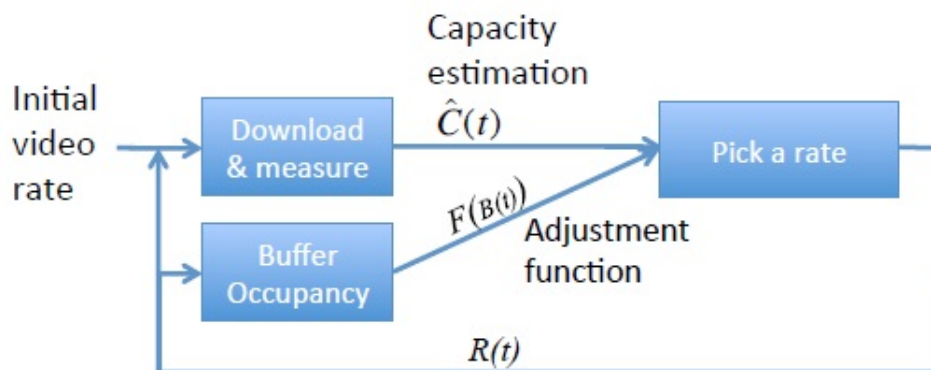 Initial
video
rate
Download
& measure
Capacity
estimation
Ĉ(t)
Pick a rate
Buffer
Occupancy
F(B(t))
Adjustment
function
R(t)